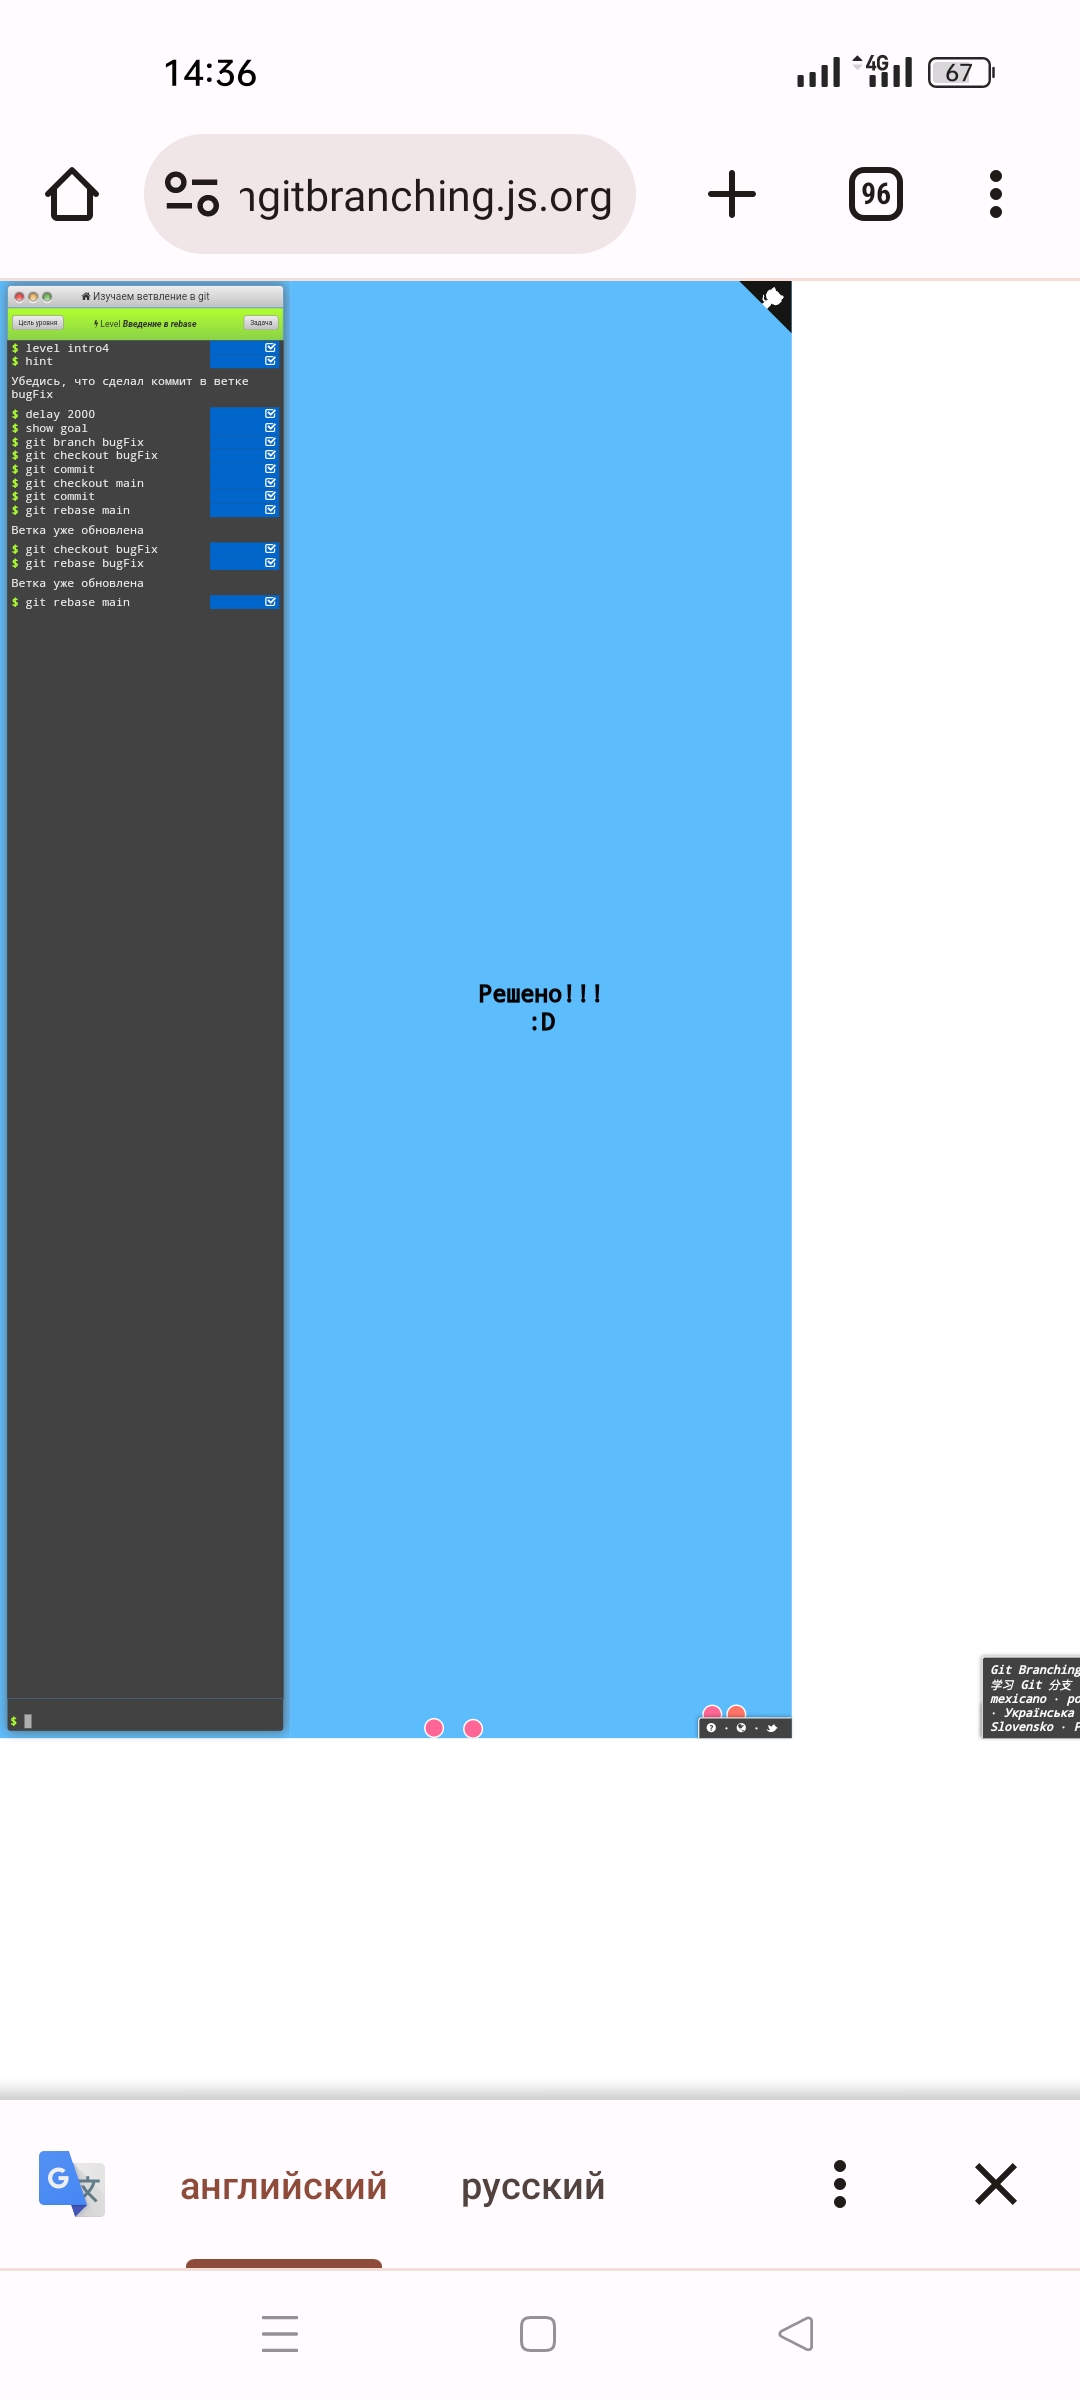 14:36
4G
67
ngitbranching.js.org
96
Изучаем ветвление в git
Цель уровня
Level Введение в rebase
Задача
$ level intro4
$ hint
Убедись, что сделал коммит в ветке
bugFix
$ delay 2000
$ show goal
$ git branch bugFix
$ git checkout bugFix
$ git commit
$ git checkout main
$ git commit
$ git rebase main
Ветка уже обновлена
$ git checkout bugFix
$ git rebase bugFix
Ветка уже обновлена
$ git rebase main
Решено!!!
:D
$
Git Branching
学习 Git 分支
mexicano · po
· Українська
Slovensko · P
английский
русский